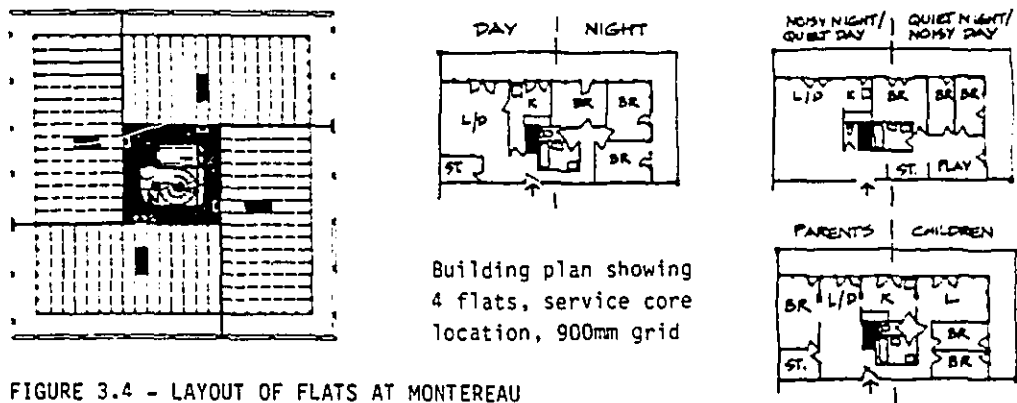 DAY NIGHT
K BR BR
L/D
ST. BR
NOISY NIGHT/ QUIET NIGHT/
QUIET DAY NOISY DAY
L/D K BR BR BR
ST. PLAY
PARENTS CHILDREN
BR L/D K L
BR
ST. BR
Building plan showing
4 flats, service core
location, 900mm grid
FIGURE 3.4 - LAYOUT OF FLATS AT MONTEREAU